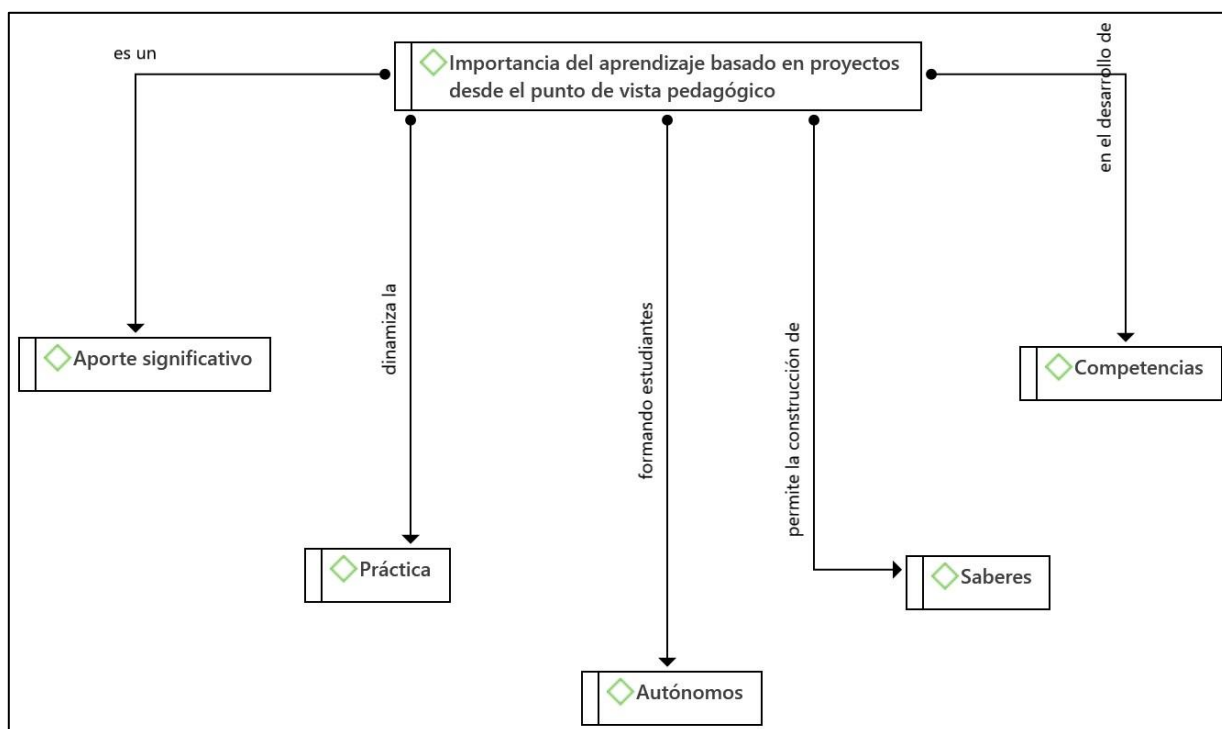 es un
Importancia del aprendizaje basado en proyectos
desde el punto de vista pedagógico
en el desarrollo de
dinamiza la
formando estudiantes
permite la construcción de
Aporte significativo
Competencias
Práctica
Saberes
Autónomos